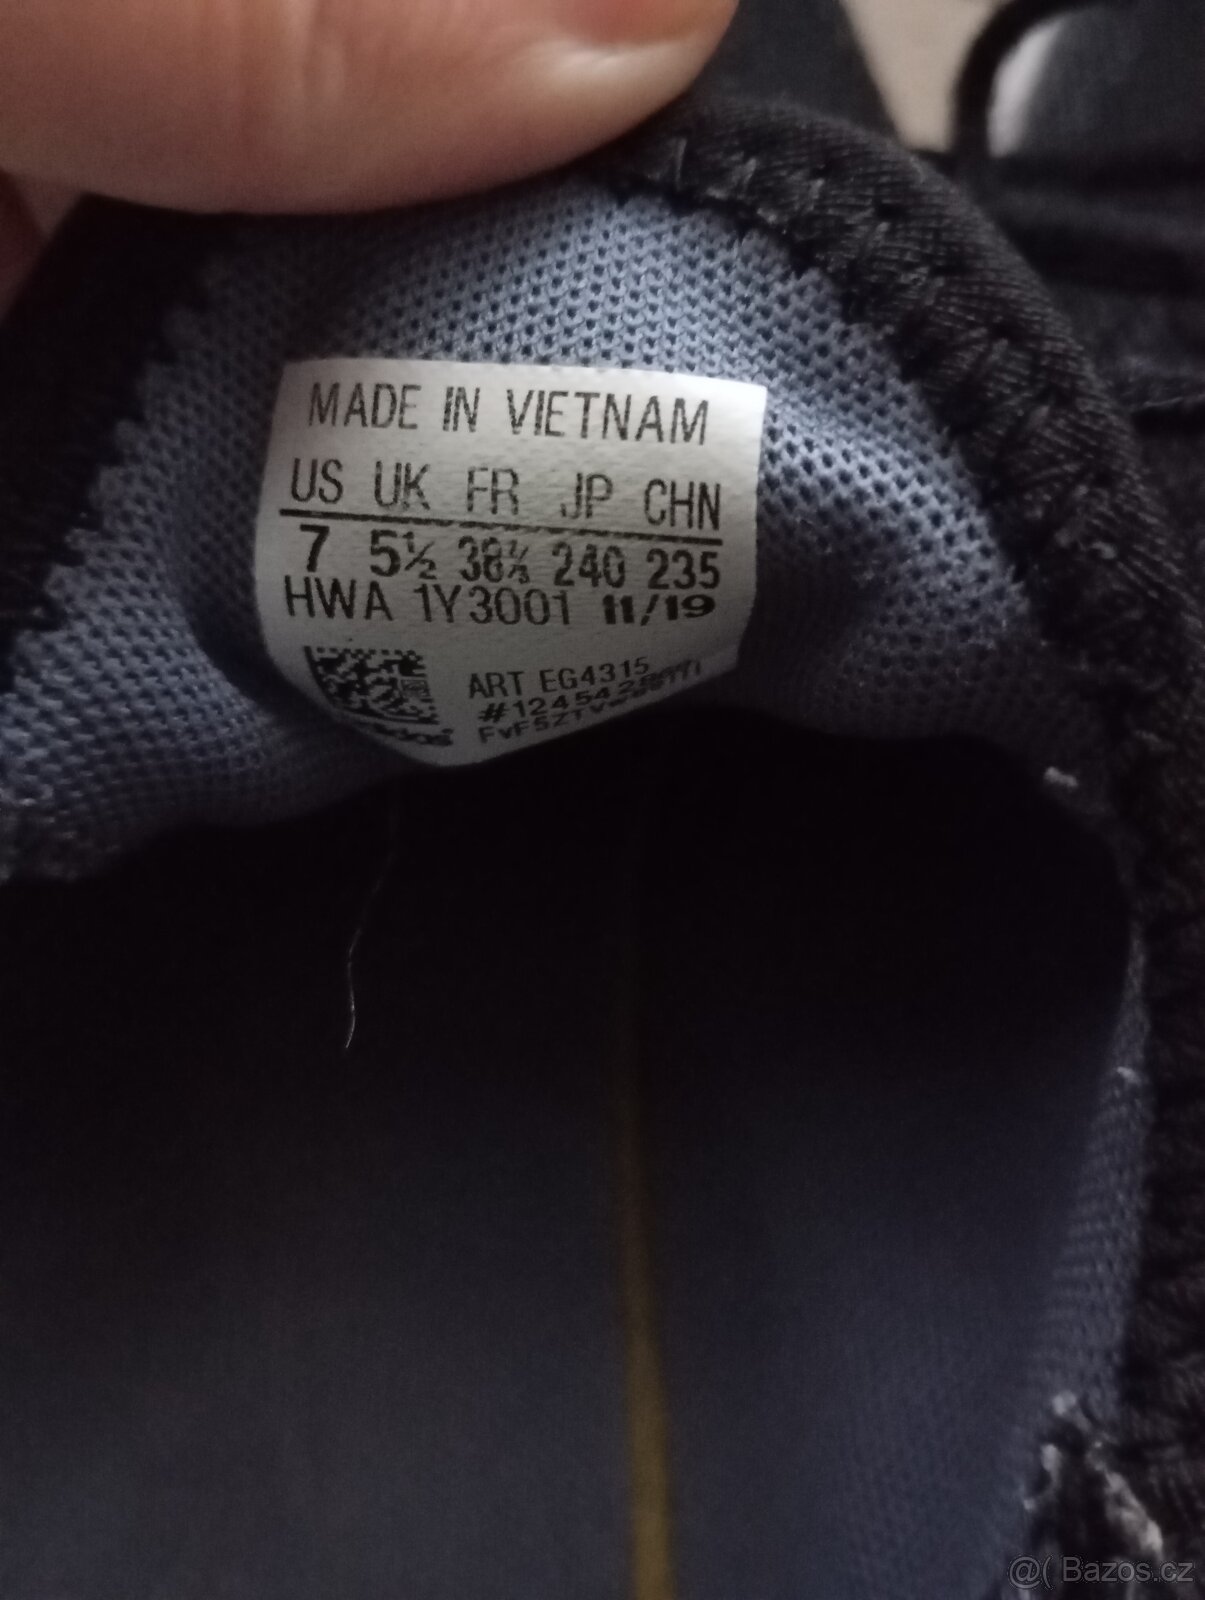 MADE IN VIETNAM
US UK FR JP CHN
7 5½ 38⅔ 240 235
HWA 1Y3001 11/19
ART EG4315
@( Bazos.cz